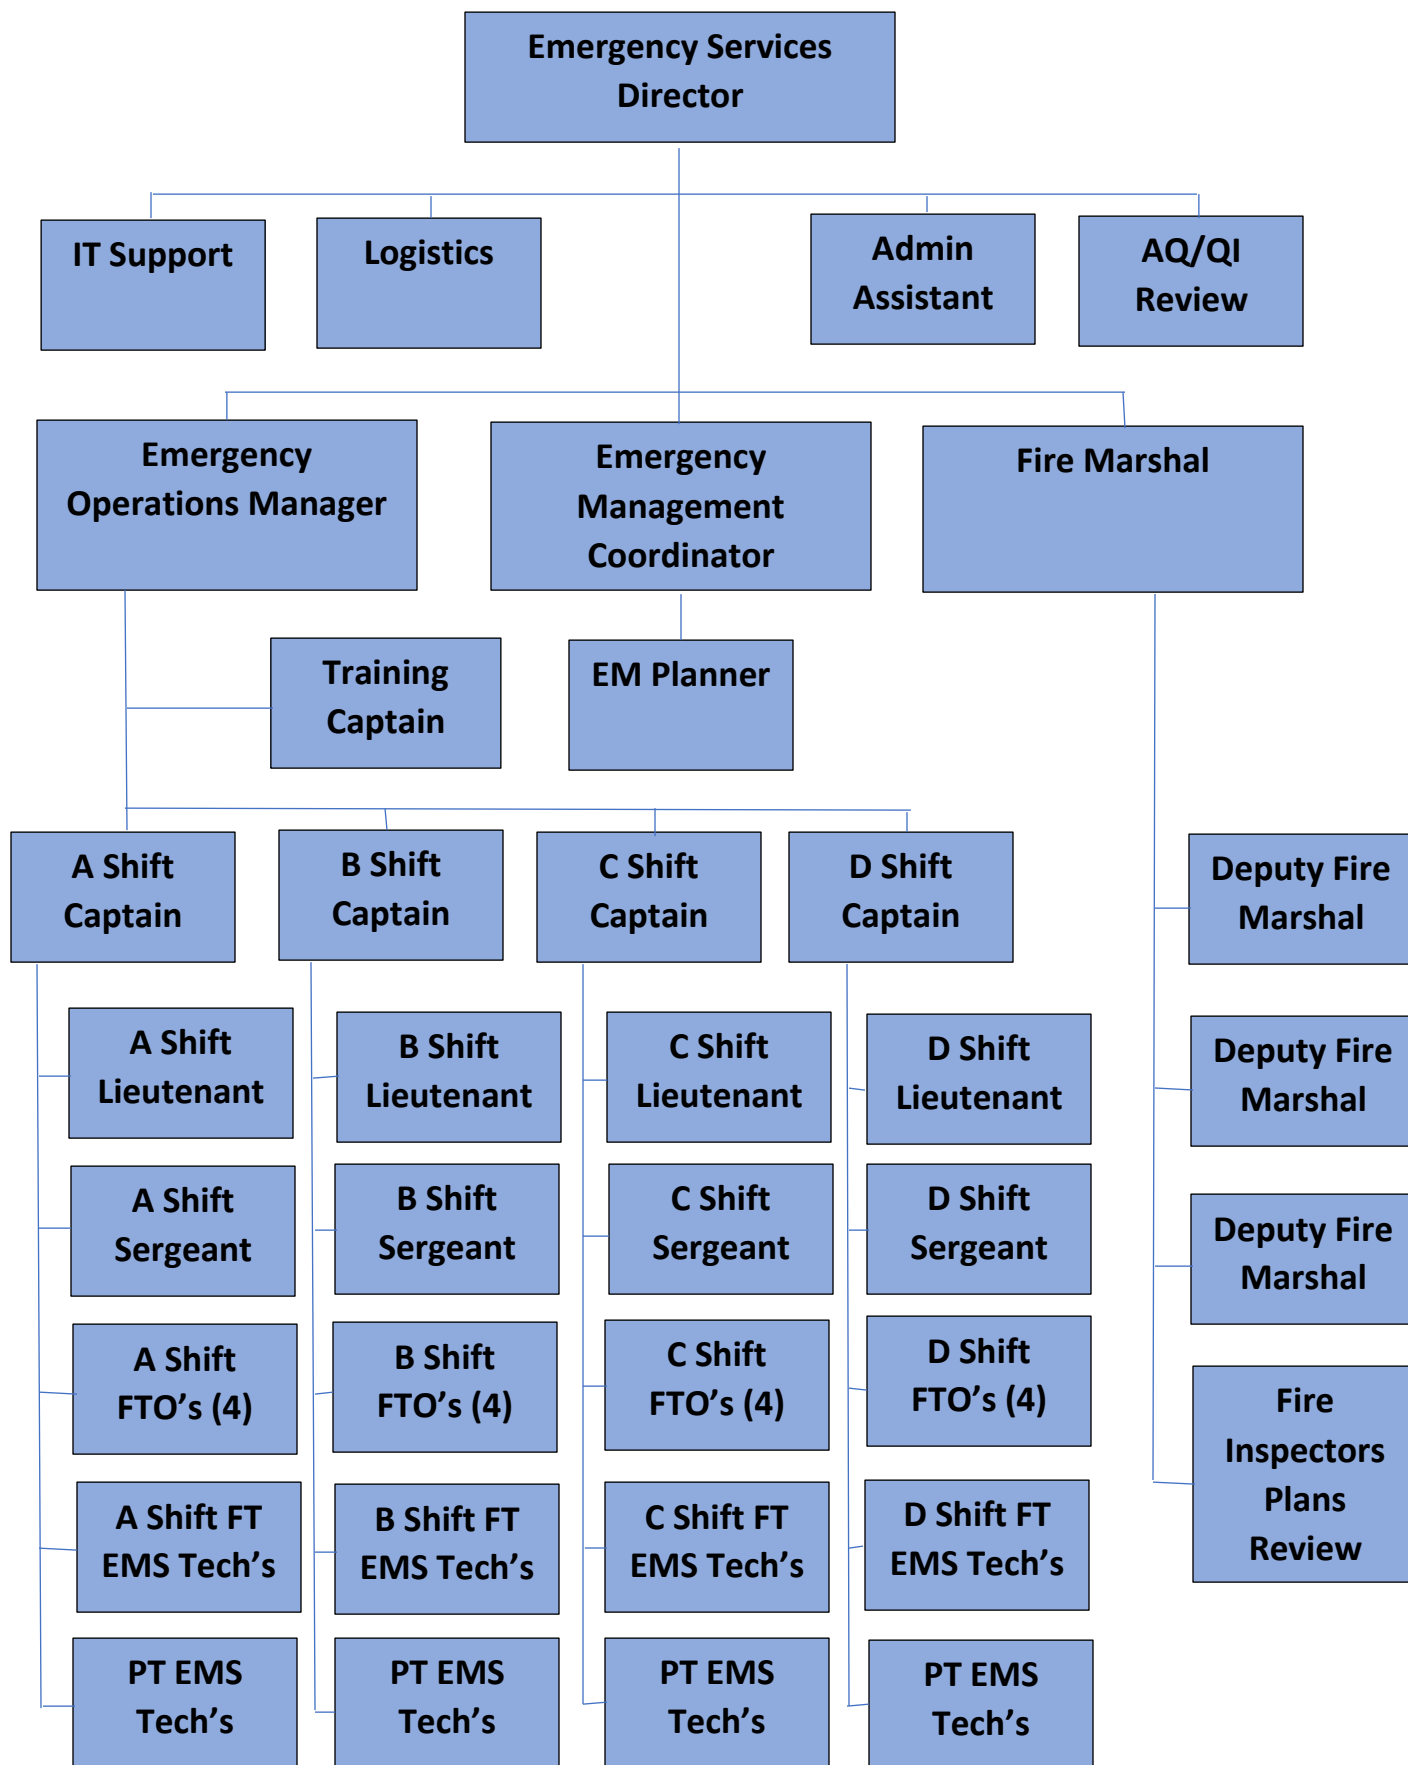 Emergency Services
Director
IT Support
Logistics
Admin
Assistant
AQ/QI
Review
Emergency
Operations Manager
Emergency
Management
Coordinator
Fire Marshal
Training
Captain
EM Planner
A Shift
Captain
B Shift
Captain
C Shift
Captain
D Shift
Captain
Deputy Fire
Marshal
A Shift
Lieutenant
B Shift
Lieutenant
C Shift
Lieutenant
D Shift
Lieutenant
Deputy Fire
Marshal
A Shift
Sergeant
B Shift
Sergeant
C Shift
Sergeant
D Shift
Sergeant
Deputy Fire
Marshal
A Shift
FTO’s (4)
B Shift
FTO’s (4)
C Shift
FTO’s (4)
D Shift
FTO’s (4)
Fire
Inspectors
Plans
Review
A Shift FT
EMS Tech’s
B Shift FT
EMS Tech’s
C Shift FT
EMS Tech’s
D Shift FT
EMS Tech’s
PT EMS
Tech’s
PT EMS
Tech’s
PT EMS
Tech’s
PT EMS
Tech’s